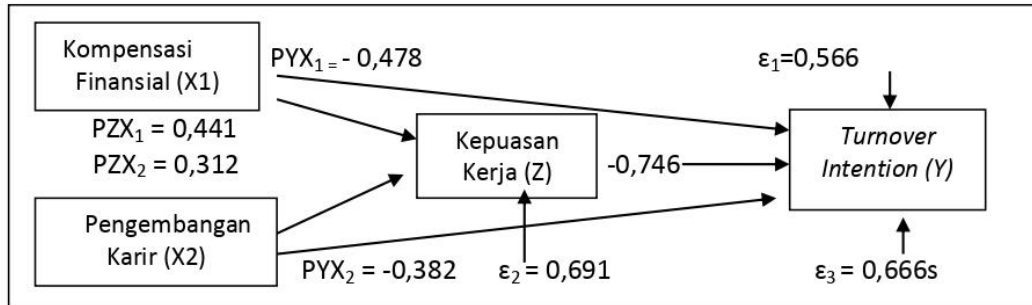 Kompensasi
Finansial (X1)
PYX₁ = - 0,478
ε₁=0,566
PZX₁ = 0,441
PZX₂ = 0,312
Kepuasan
Kerja (Z)
-0,746
Turnover
Intention (Y)
Pengembangan
Karir (X2)
PYX₂ = -0,382
ε₂ = 0,691
ε₃ = 0,666s